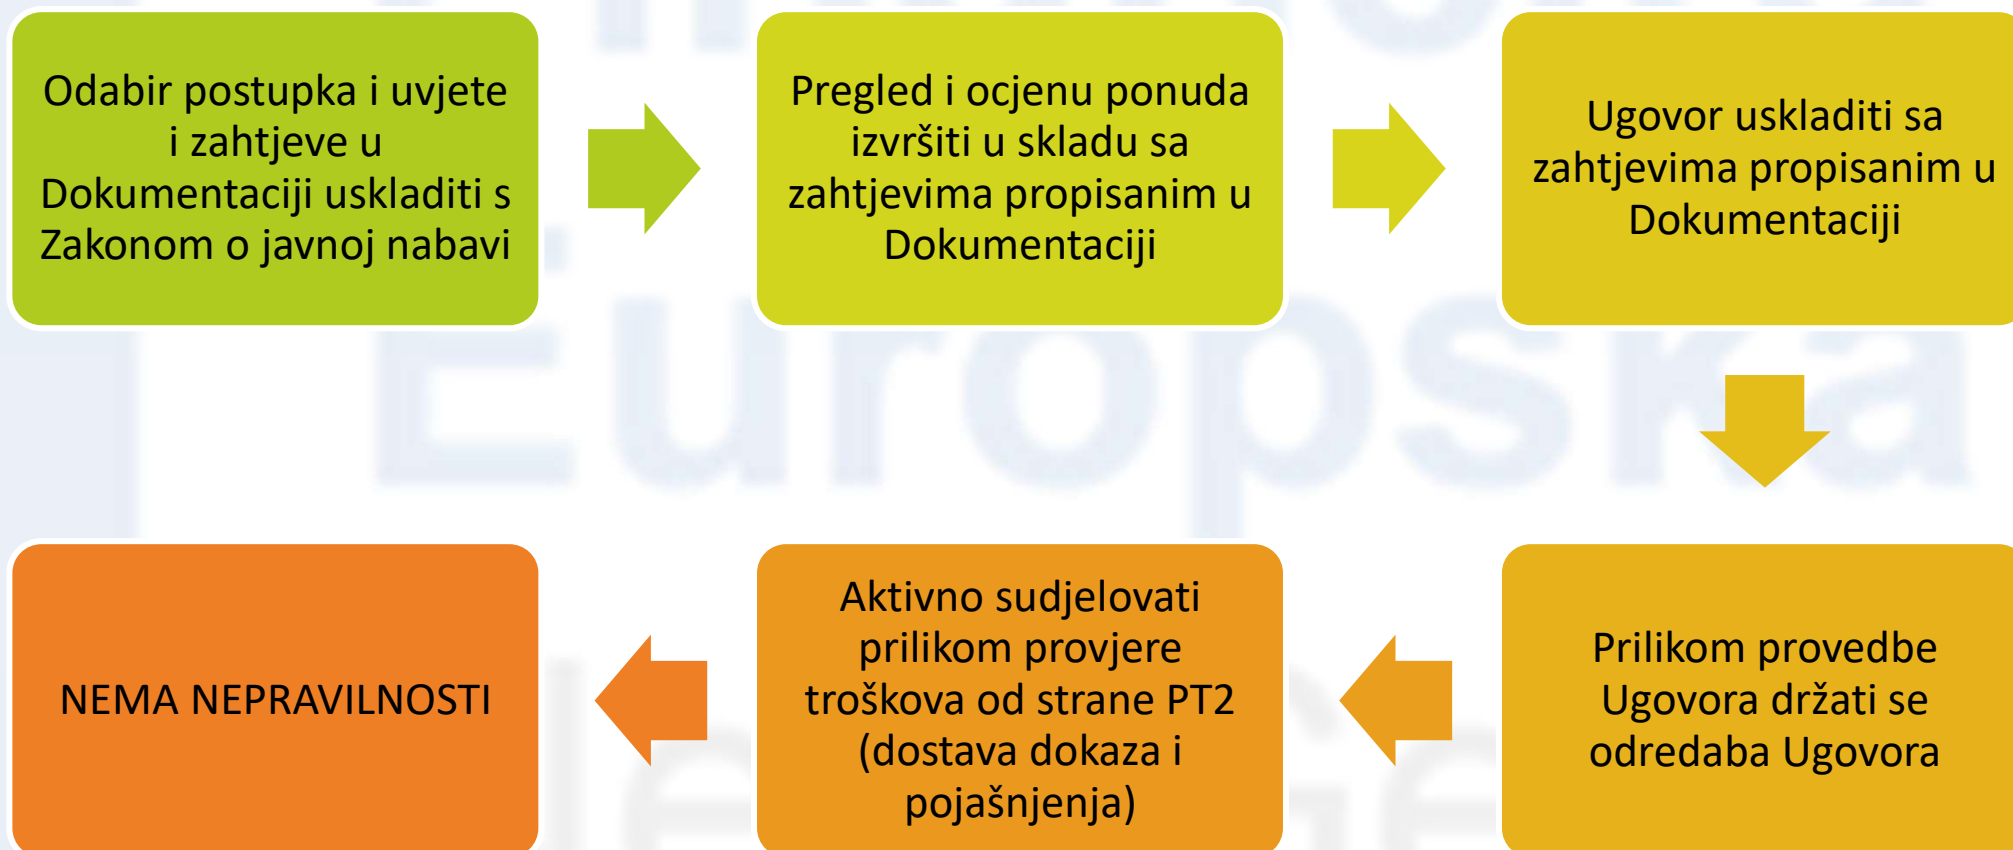 Odabir postupka i uvjete
i zahtjeve u
Dokumentaciji uskladiti s
Zakonom o javnoj nabavi
Pregled i ocjenu ponuda
izvršiti u skladu sa
zahtjevima propisanim u
Dokumentaciji
Ugovor uskladiti sa
zahtjevima propisanim u
Dokumentaciji
Europska
Prilikom provedbe
Ugovora držati se
odredaba Ugovora
Aktivno sudjelovati
prilikom provjere
troškova od strane PT2
(dostava dokaza i
pojašnjenja)
NEMA NEPRAVILNOSTI